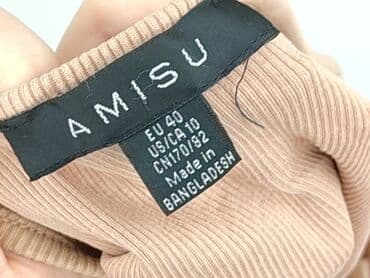 AMISU
EU 40
US/CA 10
CN170/92
Made in
BANGLADESH